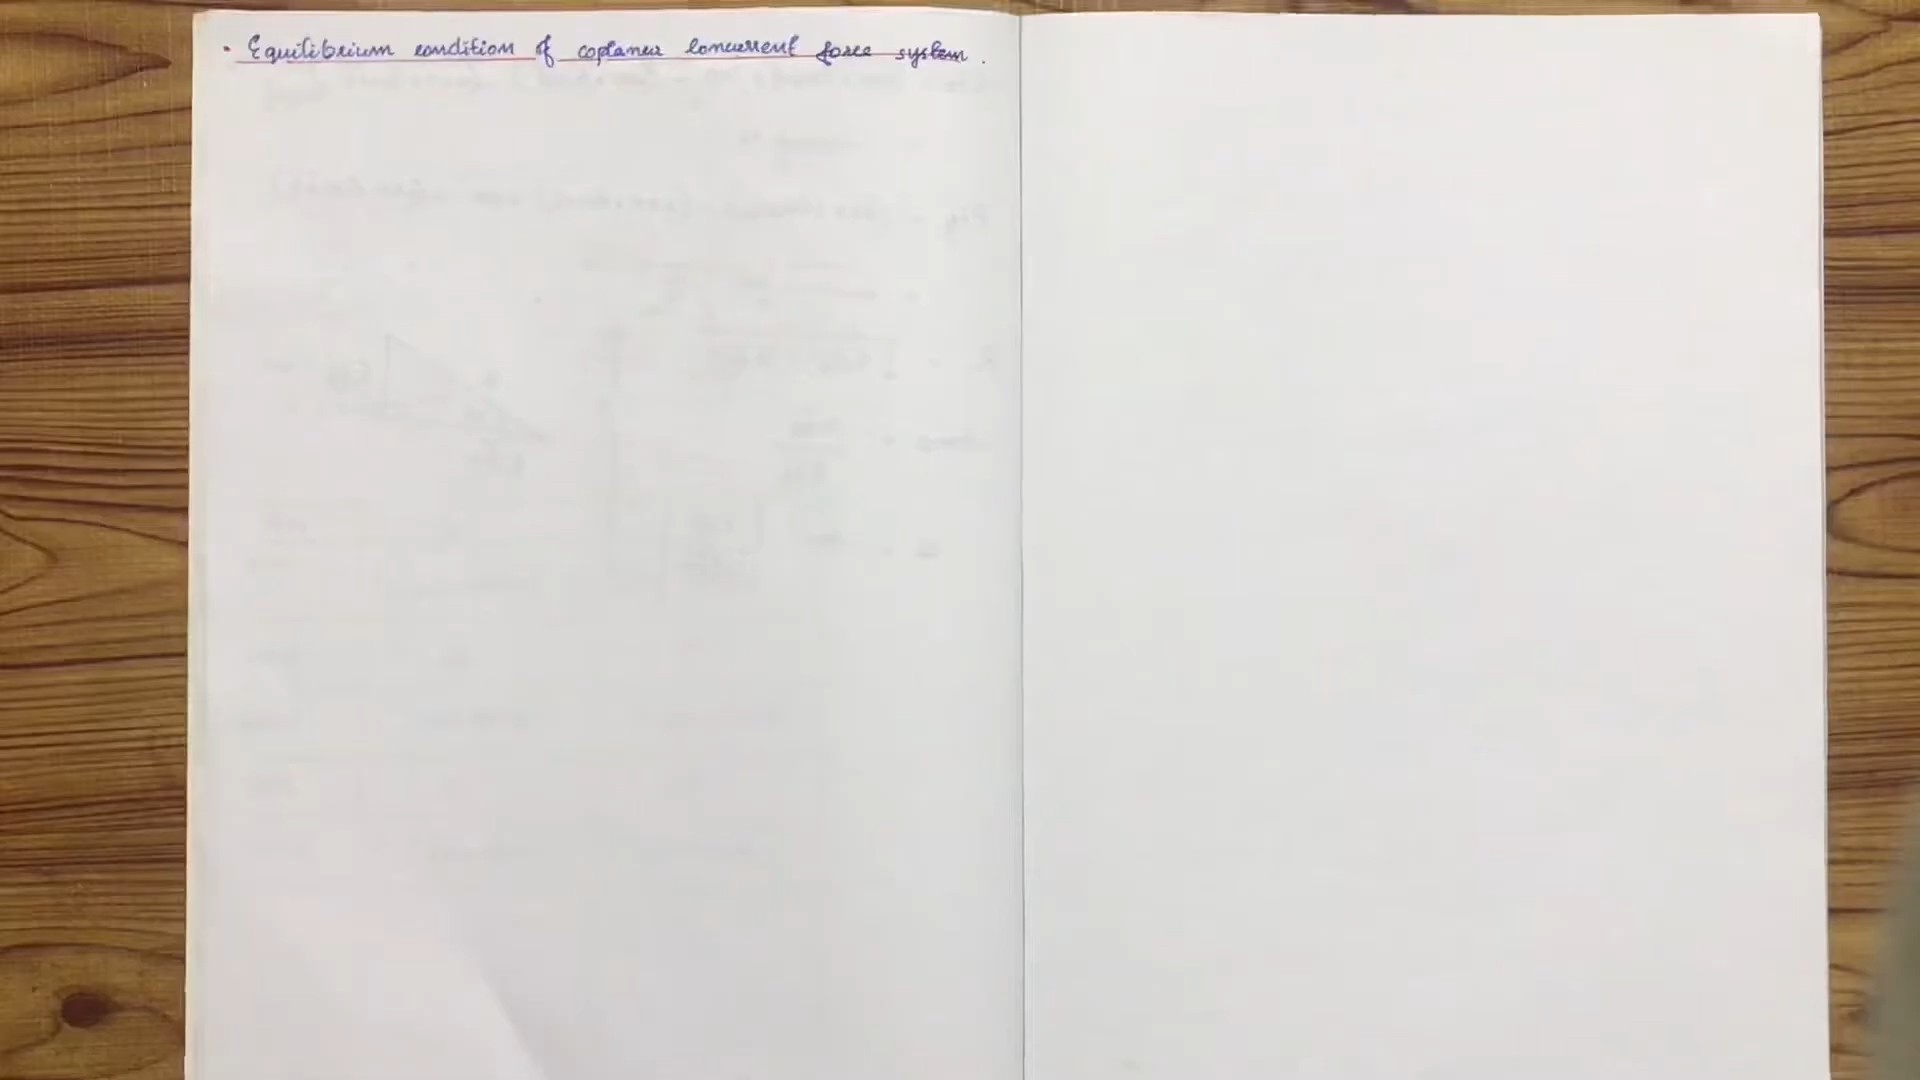 • Equilibrium condition of coplanar concurrent force system.